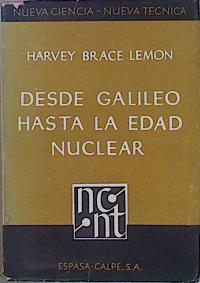 NUEVA CIENCIA - NUEVA TECNICA
HARVEY BRACE LEMON
DESDE GALILEO
HASTA LA EDAD
NUCLEAR
nc
nt
ESPASA-CALPE, S.A.